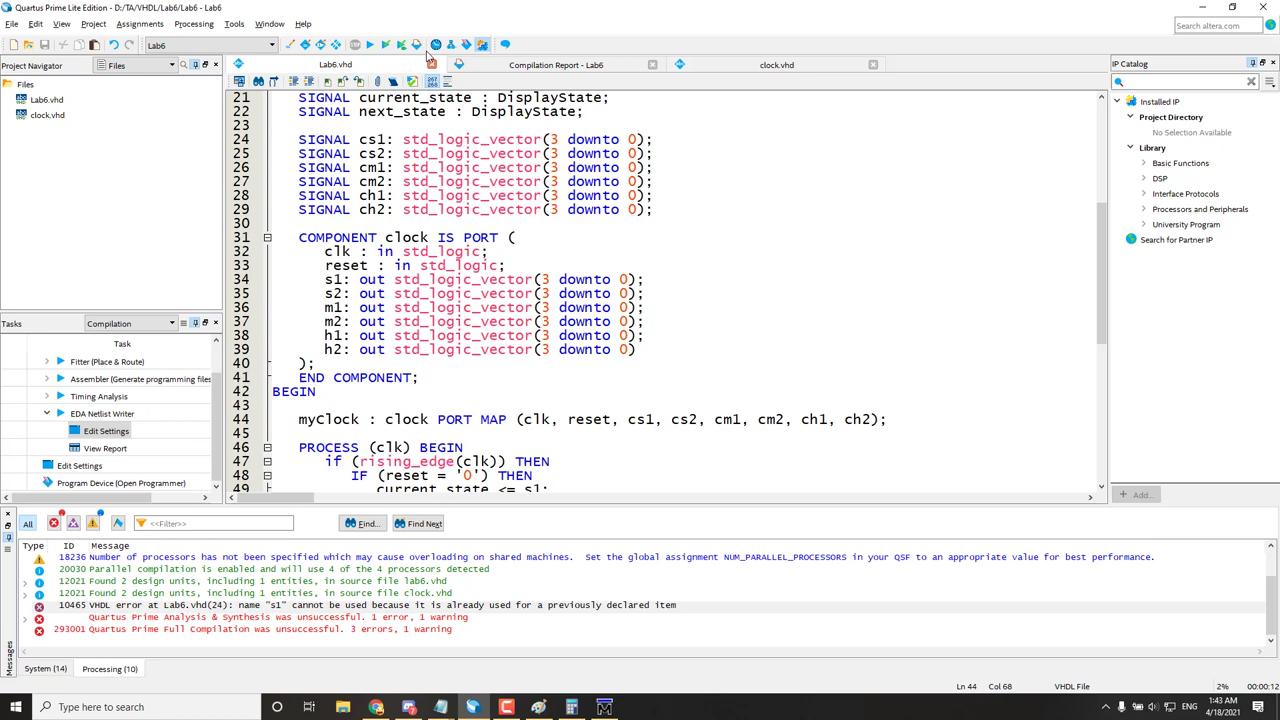 Quartus Prime Lite Edition - D:/TA/VHDL/Lab6/Lab6 - Lab6
File Edit View Project Assignments Processing Tools Window Help
Search altera.com
Lab6
Project Navigator Files
Lab6.vhd Compilation Report - Lab6 clock.vhd
IP Catalog
Files
Lab6.vhd
clock.vhd
Installed IP
Project Directory
No Selection Available
Library
Basic Functions
DSP
Interface Protocols
Processors and Peripherals
University Program
Search for Partner IP
Add...
21 SIGNAL current_state : DisplayState;
22 SIGNAL next_state : DisplayState;
23
24 SIGNAL cs1: std_logic_vector(3 downto 0);
25 SIGNAL cs2: std_logic_vector(3 downto 0);
26 SIGNAL cm1: std_logic_vector(3 downto 0);
27 SIGNAL cm2: std_logic_vector(3 downto 0);
28 SIGNAL ch1: std_logic_vector(3 downto 0);
29 SIGNAL ch2: std_logic_vector(3 downto 0);
30
31 COMPONENT clock IS PORT (
32 clk : in std_logic;
33 reset : in std_logic;
34 s1: out std_logic_vector(3 downto 0);
35 s2: out std_logic_vector(3 downto 0);
36 m1: out std_logic_vector(3 downto 0);
37 m2: out std_logic_vector(3 downto 0);
38 h1: out std_logic_vector(3 downto 0);
39 h2: out std_logic_vector(3 downto 0)
40 );
41 END COMPONENT;
42 BEGIN
43
44 myClock : clock PORT MAP (clk, reset, cs1, cs2, cm1, cm2, ch1, ch2);
45
46 PROCESS (clk) BEGIN
47 if (rising_edge(clk)) THEN
48 IF (reset = '0') THEN
49 current_state <= s1;
Tasks Compilation
Task
Fitter (Place & Route)
Assembler (Generate programming files
Timing Analysis
EDA Netlist Writer
Edit Settings
View Report
Edit Settings
Program Device (Open Programmer)
All <<Filter>> Find... Find Next
Type ID Message
18236 Number of processors has not been specified which may cause overloading on shared machines. Set the global assignment NUM_PARALLEL_PROCESSORS in your QSF to an appropriate value for best performance.
20030 Parallel compilation is enabled and will use 4 of the 4 processors detected
12021 Found 2 design units, including 1 entities, in source file lab6.vhd
12021 Found 2 design units, including 1 entities, in source file clock.vhd
10465 VHDL error at Lab6.vhd(24): name "s1" cannot be used because it is already used for a previously declared item
Quartus Prime Analysis & Synthesis was unsuccessful. 1 error, 1 warning
293001 Quartus Prime Full Compilation was unsuccessful. 3 errors, 1 warning
Messages
System (14) Processing (10)
Ln 44 Col 68 VHDL File 2% 00:00:12
Type here to search
ENG 1:43 AM
4/18/2021